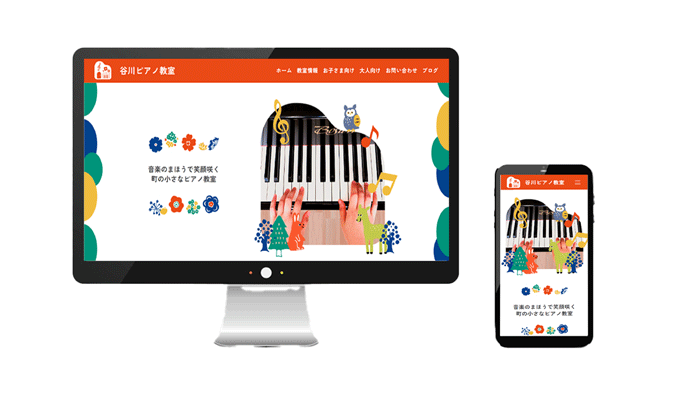 谷川ピアノ教室
ホーム 教室情報 お子さま向け 大人向け お問い合わせ ブログ
音楽のまほうで笑顔咲く
町の小さなピアノ教室
谷川ピアノ教室
音楽のまほうで笑顔咲く
町の小さなピアノ教室